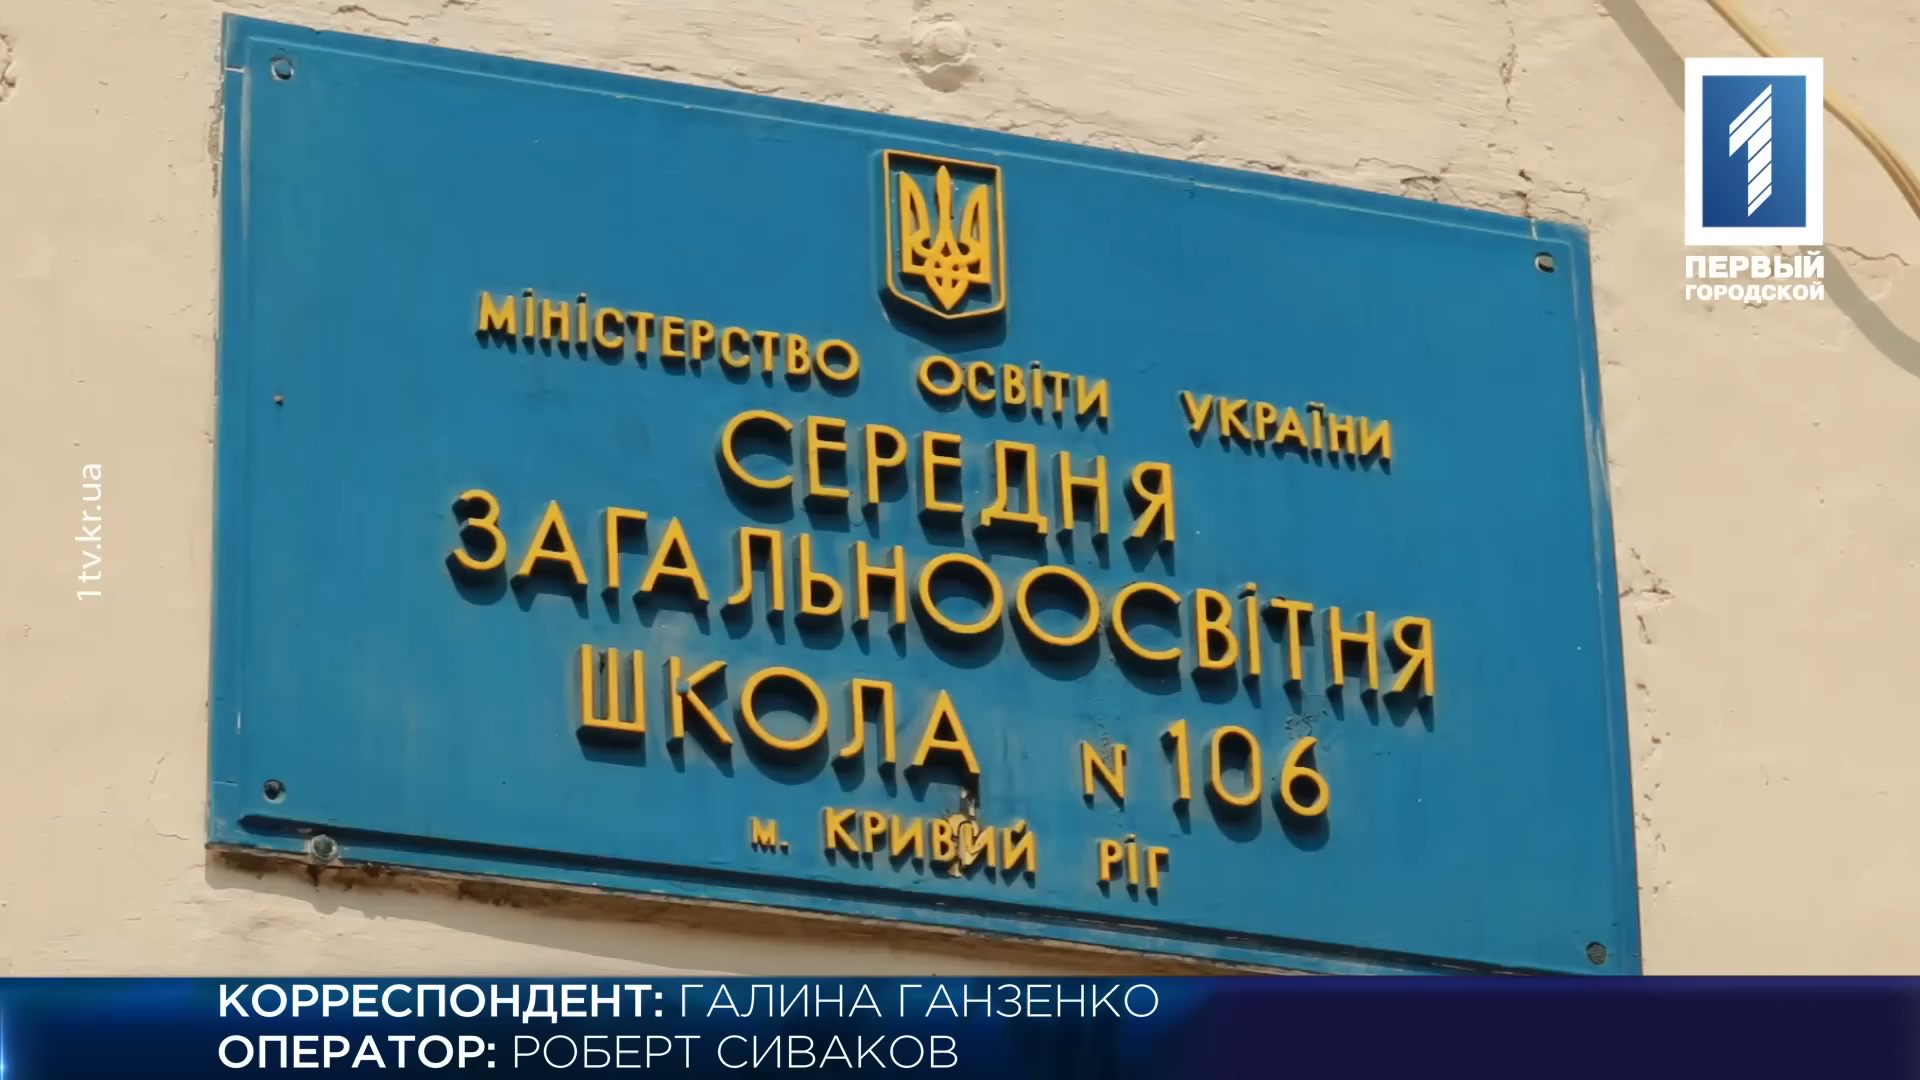 МІНІСТЕРСТВО ОСВІТИ УКРАЇНИ
СЕРЕДНЯ
ЗАГАЛЬНООСВІТНЯ
ШКОЛА N 106
м. КРИВИЙ РІГ
1
ПЕРВЫЙ
ГОРОДСКОЙ
1tv.kr.ua
КОРРЕСПОНДЕНТ: ГАЛИНА ГАНЗЕНКО
ОПЕРАТОР: РОБЕРТ СИВАКОВ